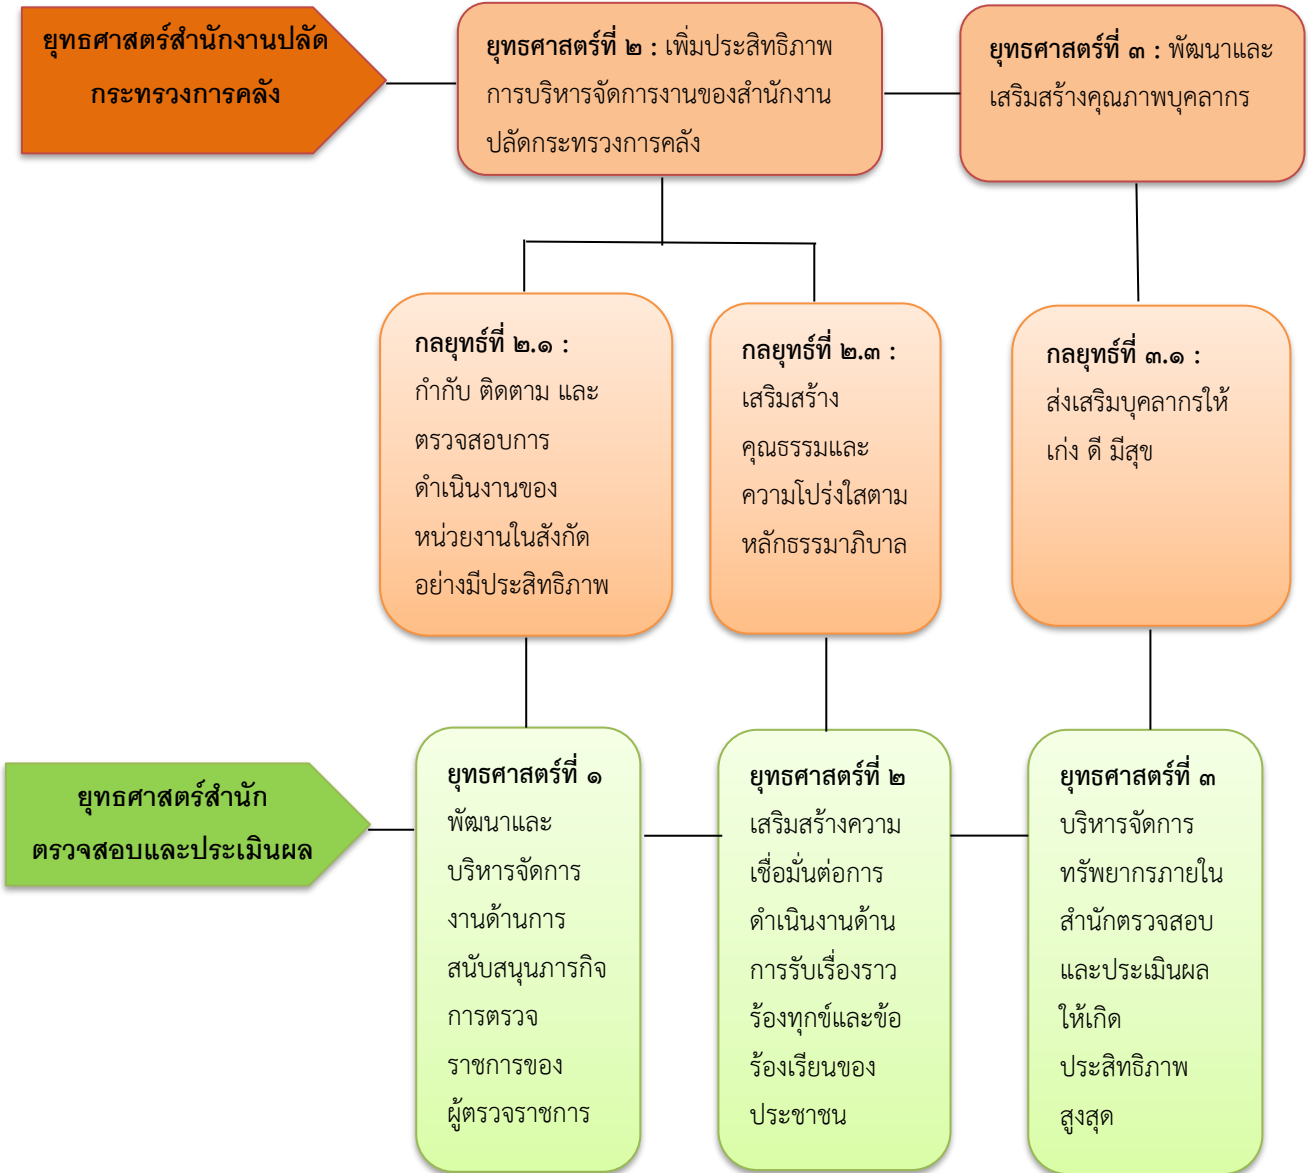 ยุทธศาสตร์สำนักงานปลัด
กระทรวงการคลัง
ยุทธศาสตร์ที่ ๒ : เพิ่มประสิทธิภาพ
การบริหารจัดการงานของสำนักงาน
ปลัดกระทรวงการคลัง
ยุทธศาสตร์ที่ ๓ : พัฒนาและ
เสริมสร้างคุณภาพบุคลากร
กลยุทธ์ที่ ๒.๑ :
กำกับ ติดตาม และ
ตรวจสอบการ
ดำเนินงานของ
หน่วยงานในสังกัด
อย่างมีประสิทธิภาพ
กลยุทธ์ที่ ๒.๓ :
เสริมสร้าง
คุณธรรมและ
ความโปร่งใสตาม
หลักธรรมาภิบาล
กลยุทธ์ที่ ๓.๑ :
ส่งเสริมบุคลากรให้
เก่ง ดี มีสุข
ยุทธศาสตร์สำนัก
ตรวจสอบและประเมินผล
ยุทธศาสตร์ที่ ๑
พัฒนาและ
บริหารจัดการ
งานด้านการ
สนับสนุนภารกิจ
การตรวจ
ราชการของ
ผู้ตรวจราชการ
ยุทธศาสตร์ที่ ๒
เสริมสร้างความ
เชื่อมั่นต่อการ
ดำเนินงานด้าน
การรับเรื่องราว
ร้องทุกข์และข้อ
ร้องเรียนของ
ประชาชน
ยุทธศาสตร์ที่ ๓
บริหารจัดการ
ทรัพยากรภายใน
สำนักตรวจสอบ
และประเมินผล
ให้เกิด
ประสิทธิภาพ
สูงสุด